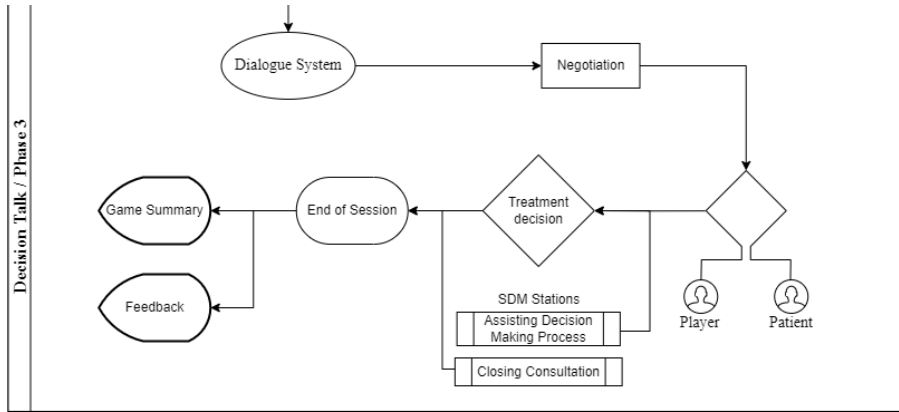 Decision Talk / Phase 3
Dialogue System
Negotiation
Game Summary
End of Session
Treatment
decision
Feedback
SDM Stations
Assisting Decision
Making Process
Closing Consultation
Player
Patient